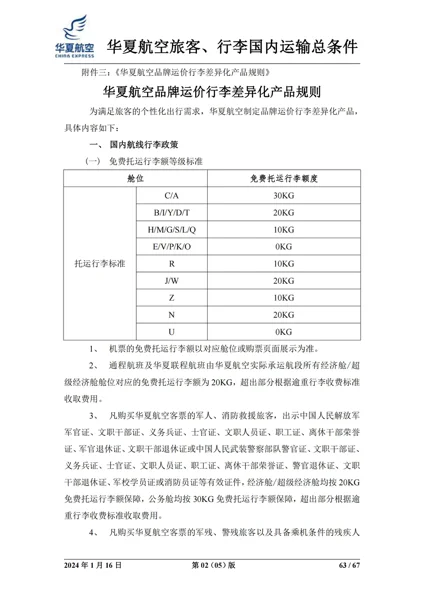 华夏航空
CHINA EXPRESS
华夏航空旅客、行李国内运输总条件
附件三：《华夏航空品牌运价行李差异化产品规则》
华夏航空品牌运价行李差异化产品规则
为满足旅客的个性化出行需求，华夏航空制定品牌运价行李差异化产品，
具体内容如下：
一、 国内航线行李政策
（一） 免费托运行李额等级标准
舱位 免费托运行李额度
托运行李标准
C/A 30KG
B/I/Y/D/T 20KG
H/M/G/S/L/Q 10KG
E/V/P/K/O 0KG
R 10KG
J/W 20KG
Z 10KG
N 20KG
U 0KG
1、 机票的免费托运行李额以对应舱位或购票页面展示为准。
2、 通程航班及华夏联程航班由华夏航空实际承运航段所有经济舱/超
级经济舱舱位对应的免费托运行李额为 20KG，超出部分根据逾重行李收费标准
收取费用。
3、 凡购买华夏航空客票的军人、消防救援旅客，出示中国人民解放军
军官证、文职干部证、义务兵证、士官证、文职人员证、职工证、离休干部荣誉
证、军官退休证、文职干部退休证或中国人民武装警察部队警官证、文职干部证、
义务兵证、士官证、文职人员证、职工证、离休干部荣誉证、警官退休证、文职
干部退休证、军校学员证或消防员证等有效证件，经济舱/超级经济舱均按 20KG
免费托运行李额保障，公务舱均按 30KG 免费托运行李额保障，超出部分根据逾
重行李收费标准收取费用。
4、 凡购买华夏航空客票的军残、警残旅客以及具备乘机条件的残疾人
2024 年 1 月 16 日 第 02（05）版 63 / 67